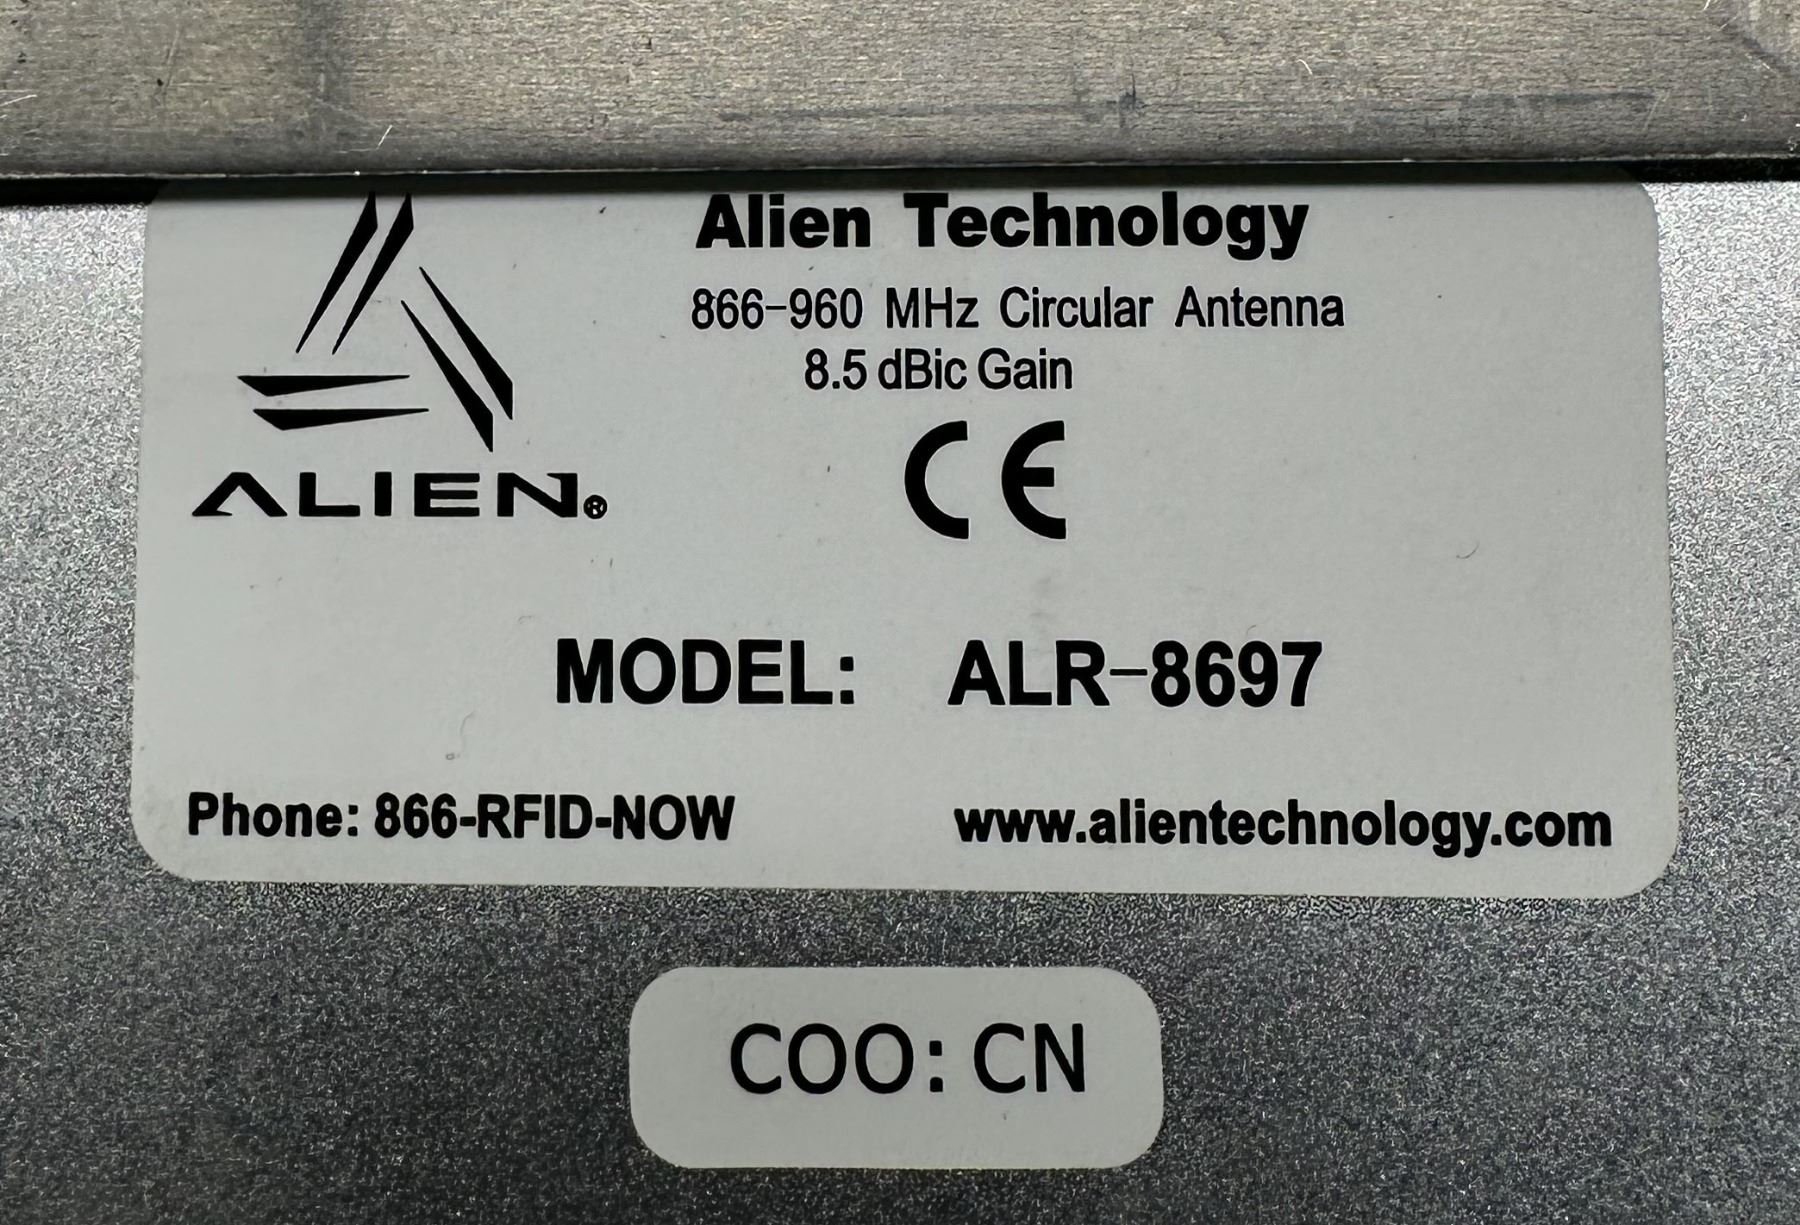 Alien Technology
866-960 MHz Circular Antenna
8.5 dBic Gain
CE
ALIEN®
MODEL: ALR-8697
Phone: 866-RFID-NOW www.alientechnology.com
COO: CN